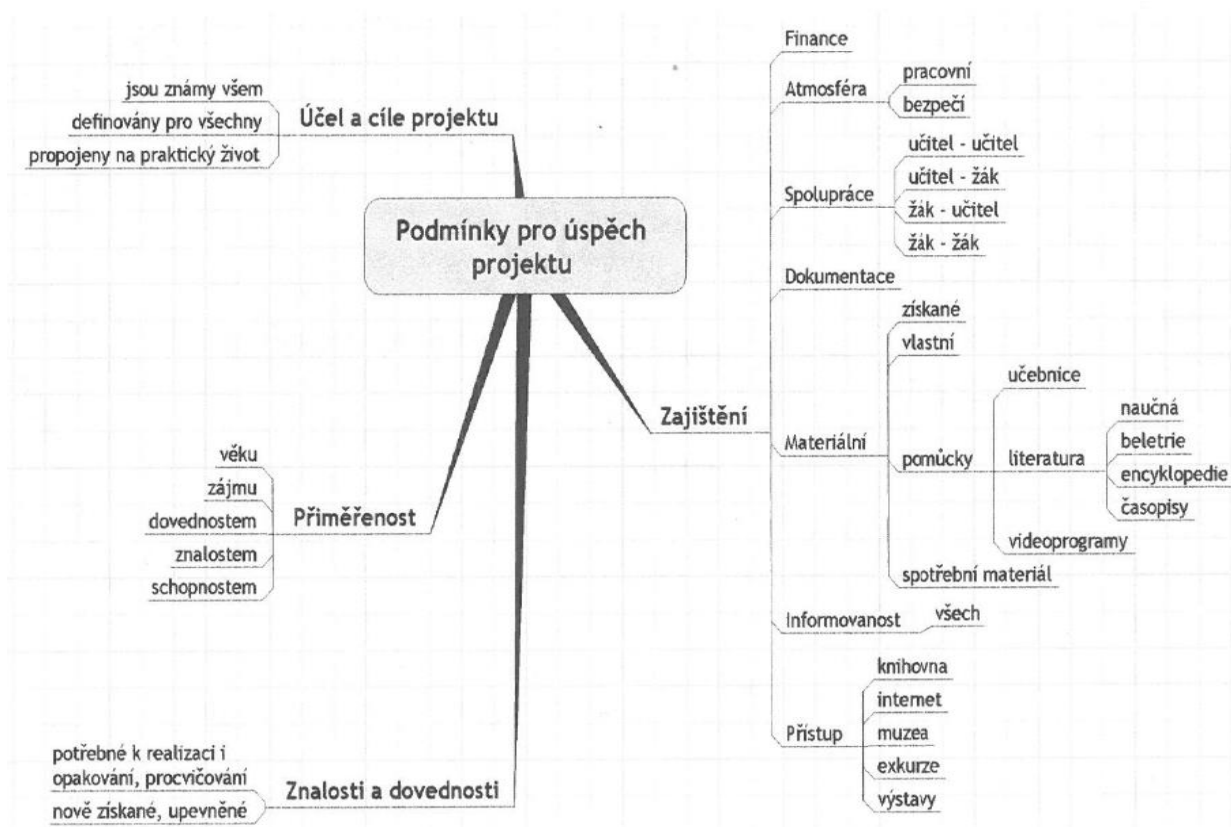 Podmínky pro úspěch
projektu
Účel a cíle projektu
jsou známy všem
definovány pro všechny
propojeny na praktický život
Přiměřenost
věku
zájmu
dovednostem
znalostem
schopnostem
Znalosti a dovednosti
potřebné k realizaci i
opakování, procvičování
nově získané, upevněné
Zajištění
Finance
Atmosféra
pracovní
bezpečí
Spolupráce
učitel - učitel
učitel - žák
žák - učitel
žák - žák
Dokumentace
Materiální
získané
vlastní
pomůcky
učebnice
literatura
naučná
beletrie
encyklopedie
časopisy
videoprogramy
spotřební materiál
Informovanost
všech
Přístup
knihovna
internet
muzea
exkurze
výstavy